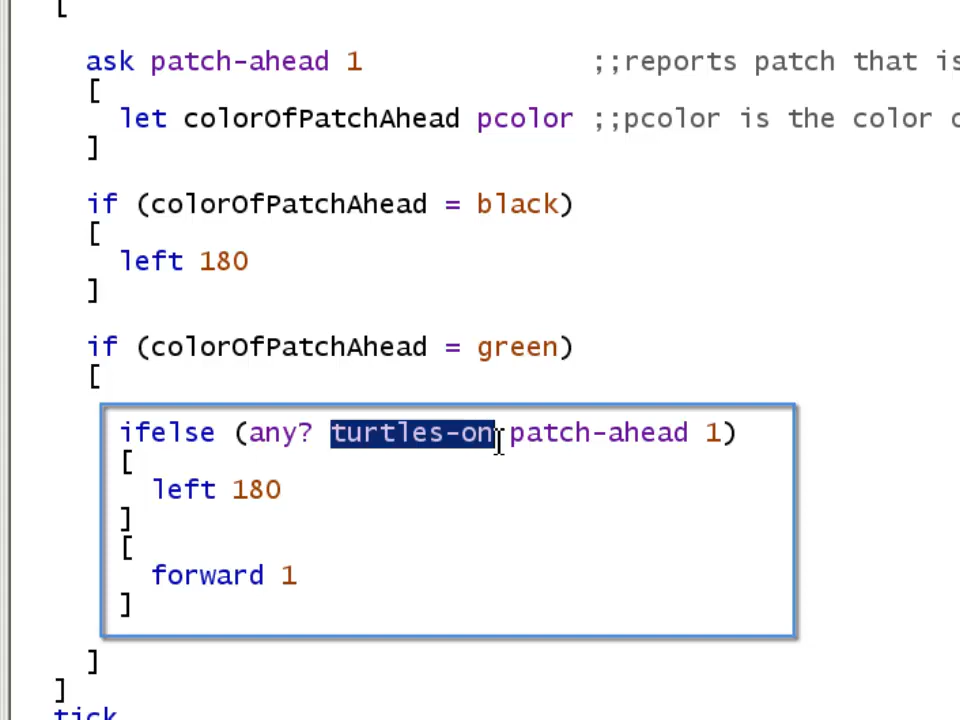 [
ask patch-ahead 1 ;;reports patch that is
[
let colorOfPatchAhead pcolor ;;pcolor is the color
]
if (colorOfPatchAhead = black)
[
left 180
]
if (colorOfPatchAhead = green)
[
ifelse (any? turtles-on patch-ahead 1)
[
left 180
]
[
forward 1
]
]
]
tick